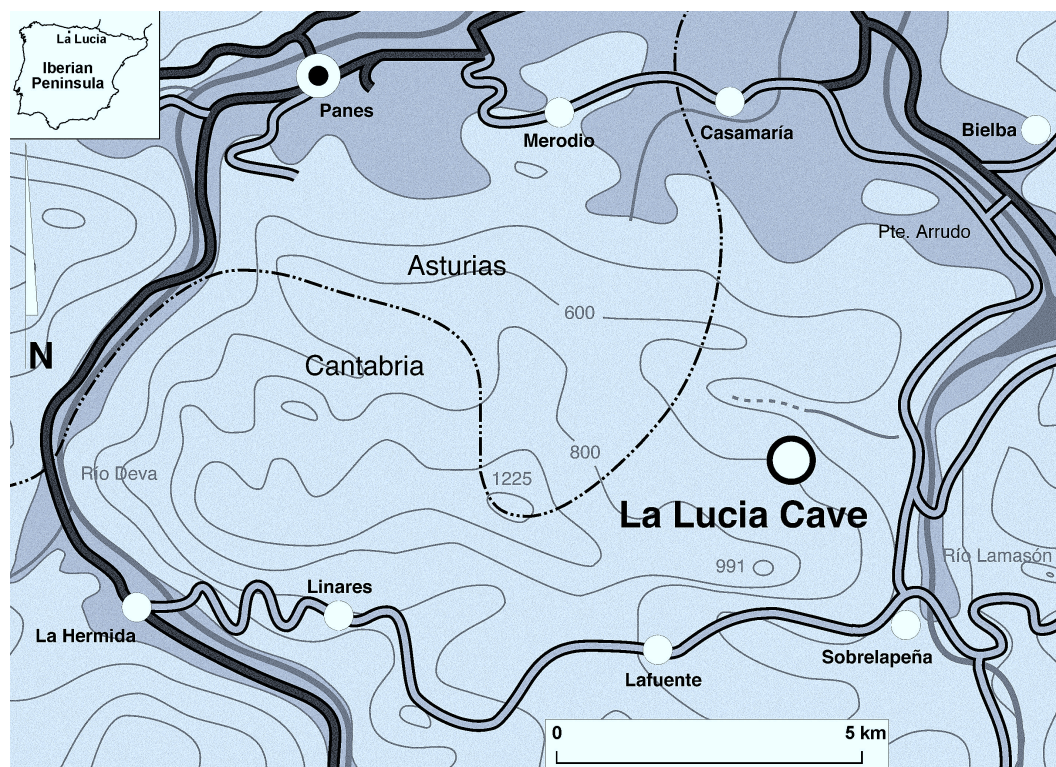 La Lucia
Iberian
Peninsula
Panes
Merodio
Casamaría
Bielba
Pte. Arrudo
Asturias
600
N
Cantabria
800
Río Deva
1225
La Lucia Cave
991
Río Lamasón
Linares
La Hermida
Sobrelapeña
Lafuente
0 5 km